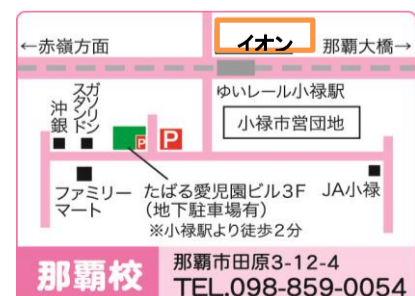 ←赤嶺方面
イオン
那覇大橋→
ゆいレール小禄駅
小禄市営団地
ガソリン
スタンド
沖銀
P
P
ファミリー
マート
たばる愛児園ビル3F
(地下駐車場有)
※小禄駅より徒歩2分
JA小禄
那覇校
那覇市田原3-12-4
TEL.098-859-0054